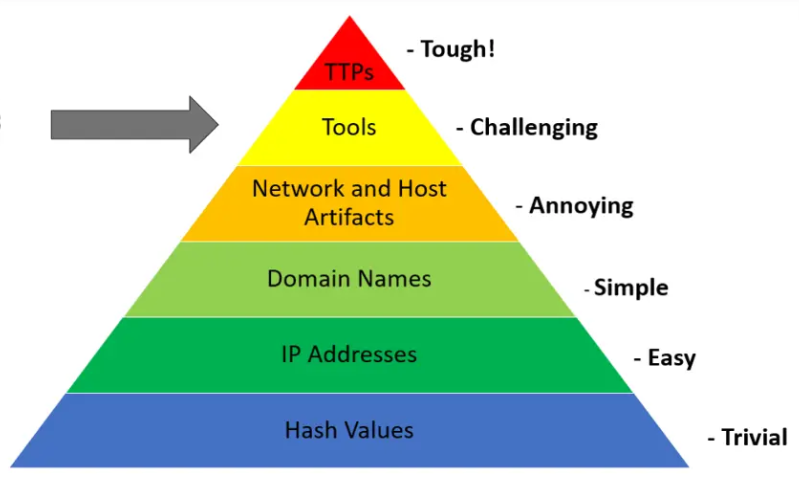 - Tough!
TTPs
Tools
- Challenging
Network and Host
Artifacts
- Annoying
Domain Names
- Simple
IP Addresses
- Easy
Hash Values
- Trivial